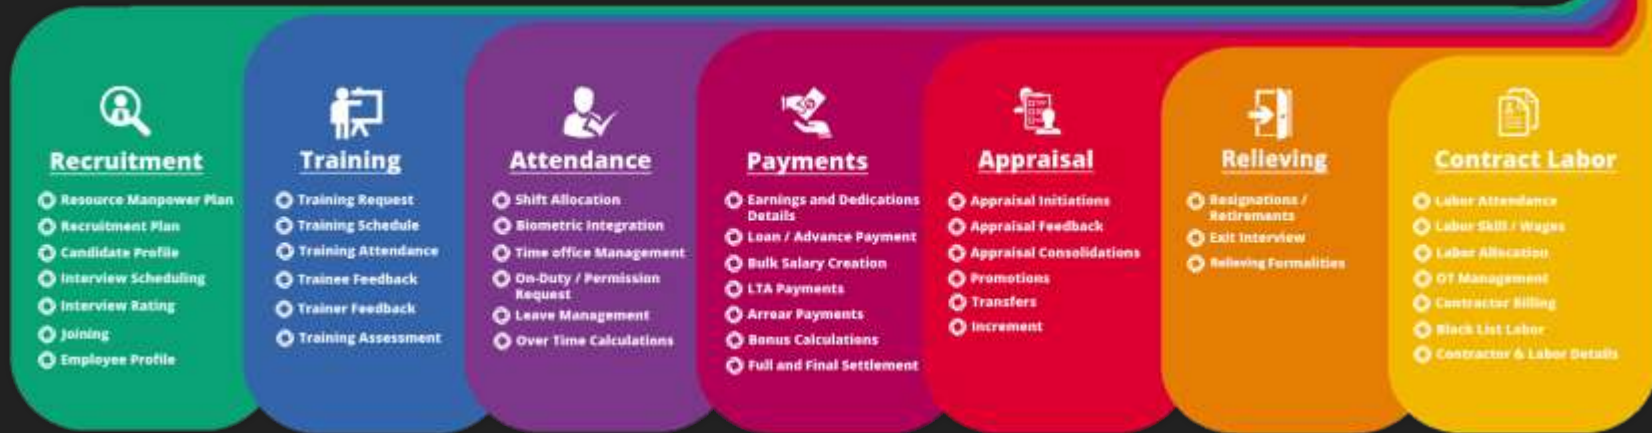 Recruitment
Resource Manpower Plan
Recruitment Plan
Candidate Profile
Interview Scheduling
Interview Rating
Joining
Employee Profile
Training
Training Request
Training Schedule
Training Attendance
Trainee Feedback
Trainer Feedback
Training Assessment
Attendance
Shift Allocation
Biometric Integration
Time office Management
On-Duty / Permission
Request
Leave Management
Over Time Calculations
Payments
Earnings and Dedications
Details
Loan / Advance Payment
Bulk Salary Creation
LTA Payments
Arrear Payments
Bonus Calculations
Full and Final Settlement
Appraisal
Appraisal Initiations
Appraisal Feedback
Appraisal Consolidations
Promotions
Transfers
Increment
Relieving
Resignations /
Retirements
Exit Interview
Relieving Formalities
Contract Labor
Labor Attendance
Labor Skill / Wages
Labor Allocation
OT Management
Contractor Billing
Block List Labor
Contractor & Labor Details